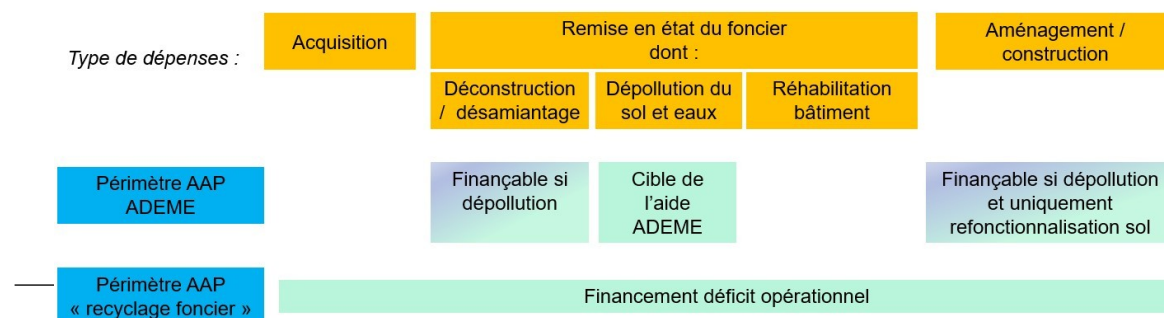 Type de dépenses :
Acquisition
Remise en état du foncier
dont :
Aménagement /
construction
Déconstruction
/ désamiantage
Dépollution du
sol et eaux
Réhabilitation
bâtiment
Périmètre AAP
ADEME
Finançable si
dépollution
Cible de
l'aide
ADEME
Finançable si dépollution
et uniquement
refonctionnalisation sol
Périmètre AAP
« recyclage foncier »
Financement déficit opérationnel